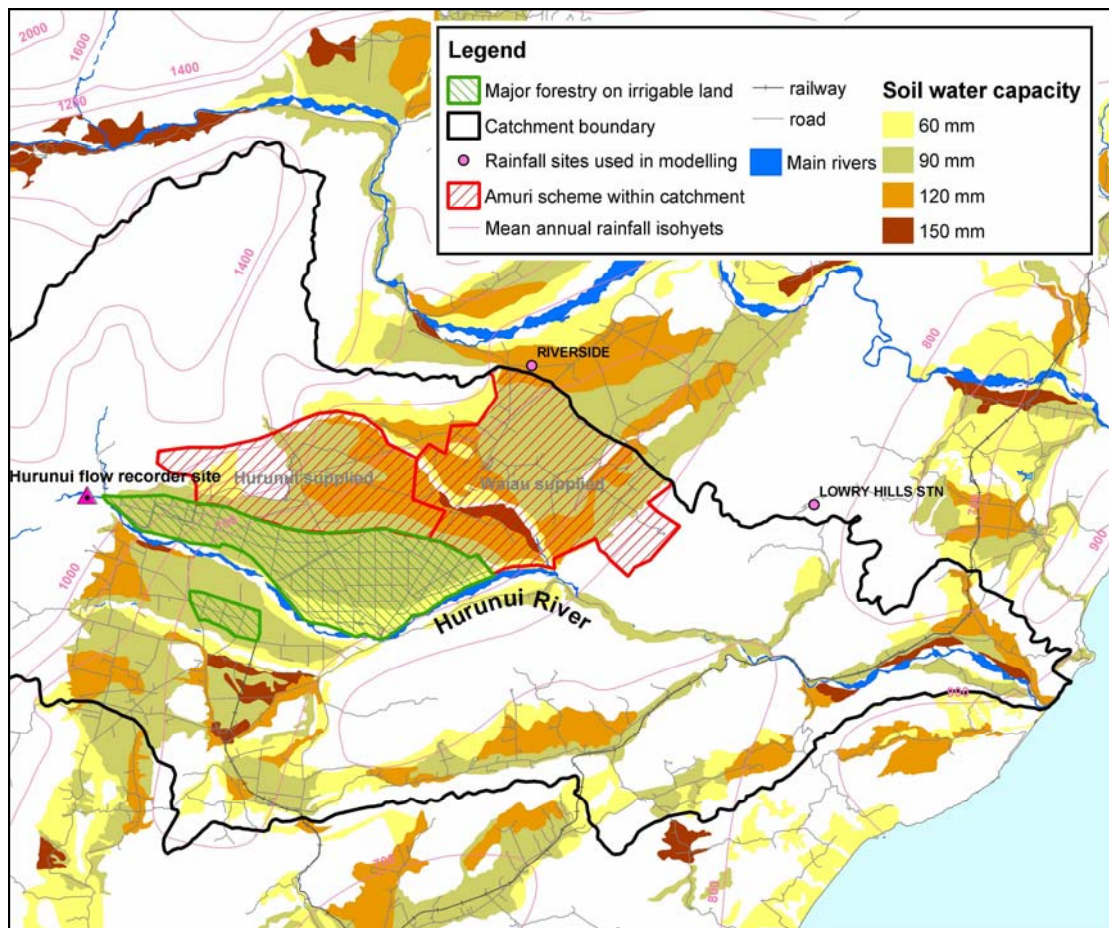 2000
1600
1400
1200
Legend
Major forestry on irrigable land
Catchment boundary
Rainfall sites used in modelling
Amuri scheme within catchment
Mean annual rainfall isohyets
railway
road
Main rivers
Soil water capacity
60 mm
90 mm
120 mm
150 mm
1400
800
RIVERSIDE
Hurunui flow recorder site
Hurunui supplied
Waiau supplied
LOWRY HILLS STN
900
1000
Hurunui River
900
800